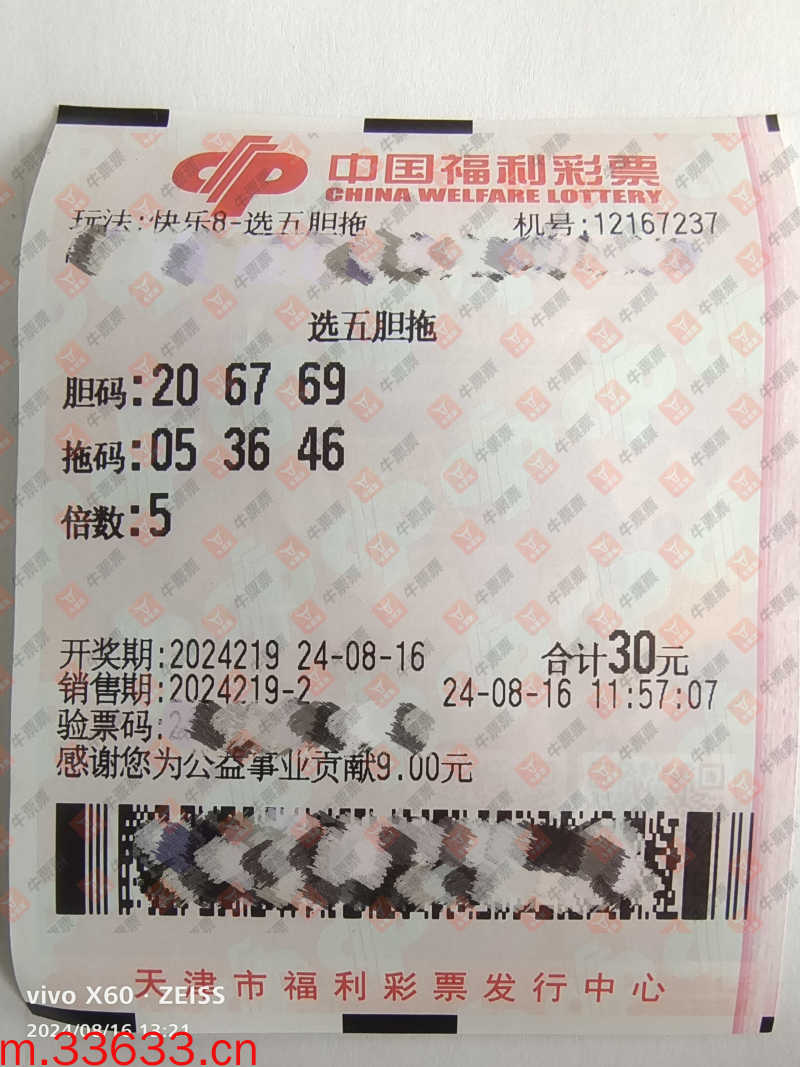 中国福利彩票
CHINA WELFARE LOTTERY
玩法:快乐8-选五胆拖 机号:12167237
选五胆拖
胆码:20 67 69
拖码:05 36 46
倍数:5
开奖期:2024219 24-08-16 合计30元
销售期:2024219-2 24-08-16 11:57:07
验票码:2
感谢您为公益事业贡献9.00元
天津市福利彩票发行中心
vivo X60 · ZEISS
2024/08/16 13:21
m.33633.cn
牛票票